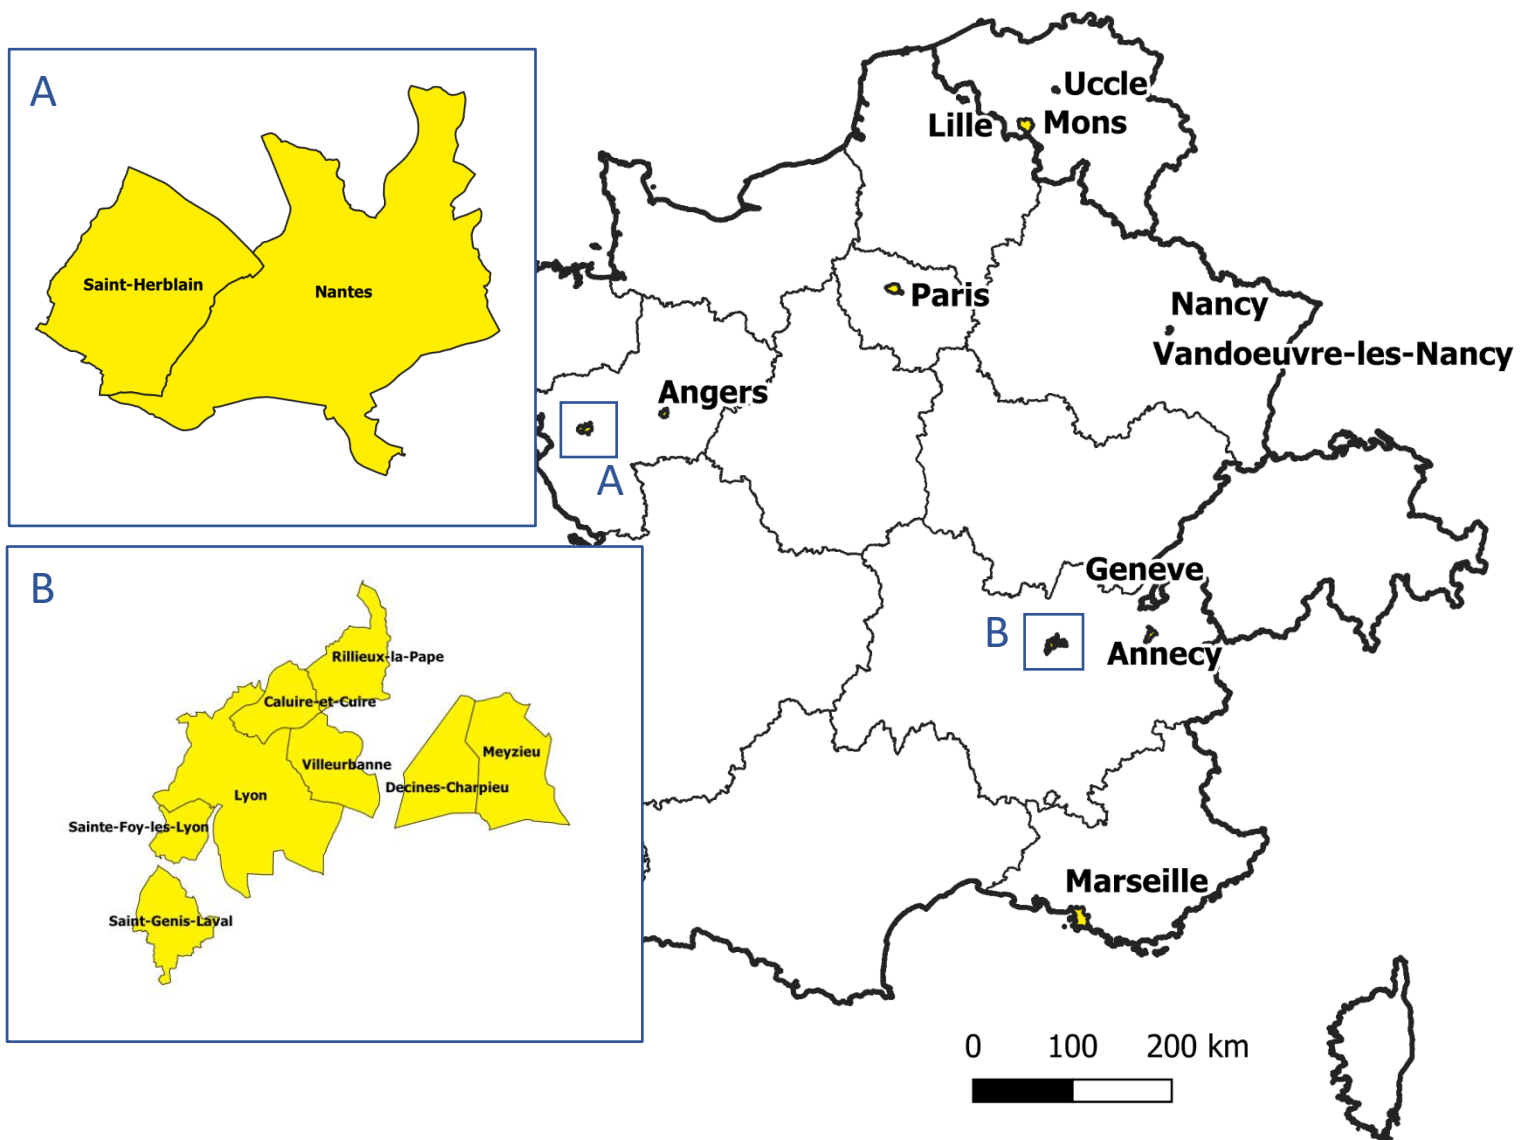 A
Saint-Herblain
Nantes
B
Rillieux-la-Pape
Caluire-et-Cuire
Meyzieu
Villeurbanne
Decines-Charpieu
Lyon
Sainte-Foy-les-Lyon
Saint-Genis-Laval
Uccle
Lille
Mons
Paris
Nancy
Vandoeuvre-les-Nancy
Angers
A
Geneve
B
Annecy
Marseille
0 100 200 km